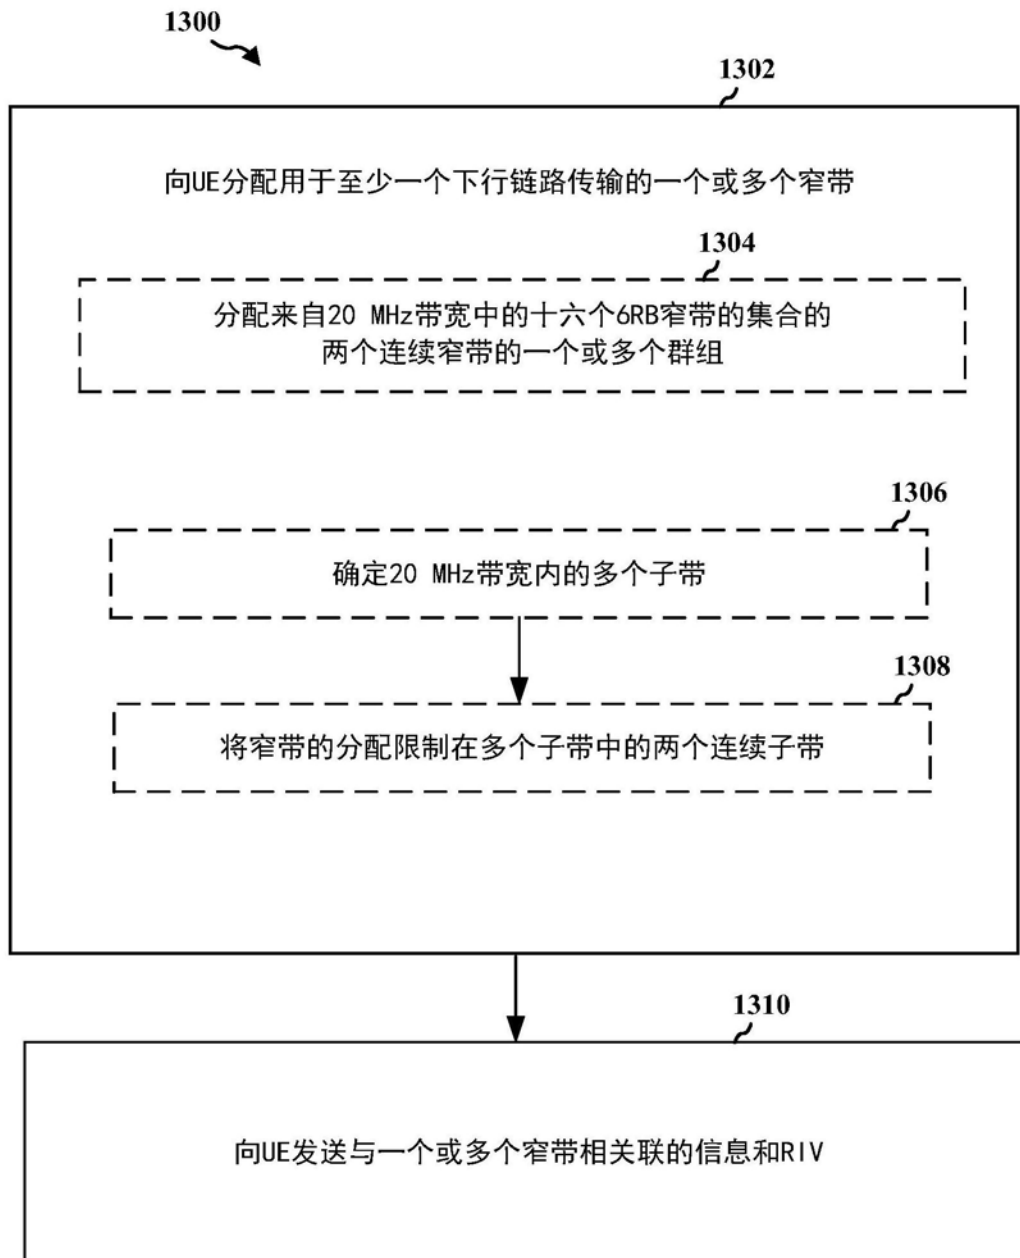 1300
1302
向UE分配用于至少一个下行链路传输的一个或多个窄带
1304
分配来自20 MHz带宽中的十六个6RB窄带的集合的
两个连续窄带的一个或多个群组
1306
确定20 MHz带宽内的多个子带
1308
将窄带的分配限制在多个子带中的两个连续子带
1310
向UE发送与一个或多个窄带相关联的信息和RIV